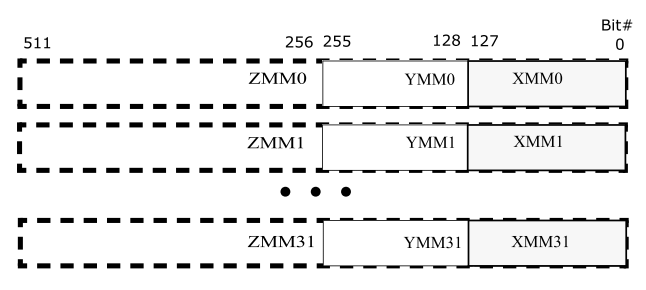 Bit#
511 256 255 128 127 0
ZMM0 YMM0 XMM0
ZMM1 YMM1 XMM1
ZMM31 YMM31 XMM31